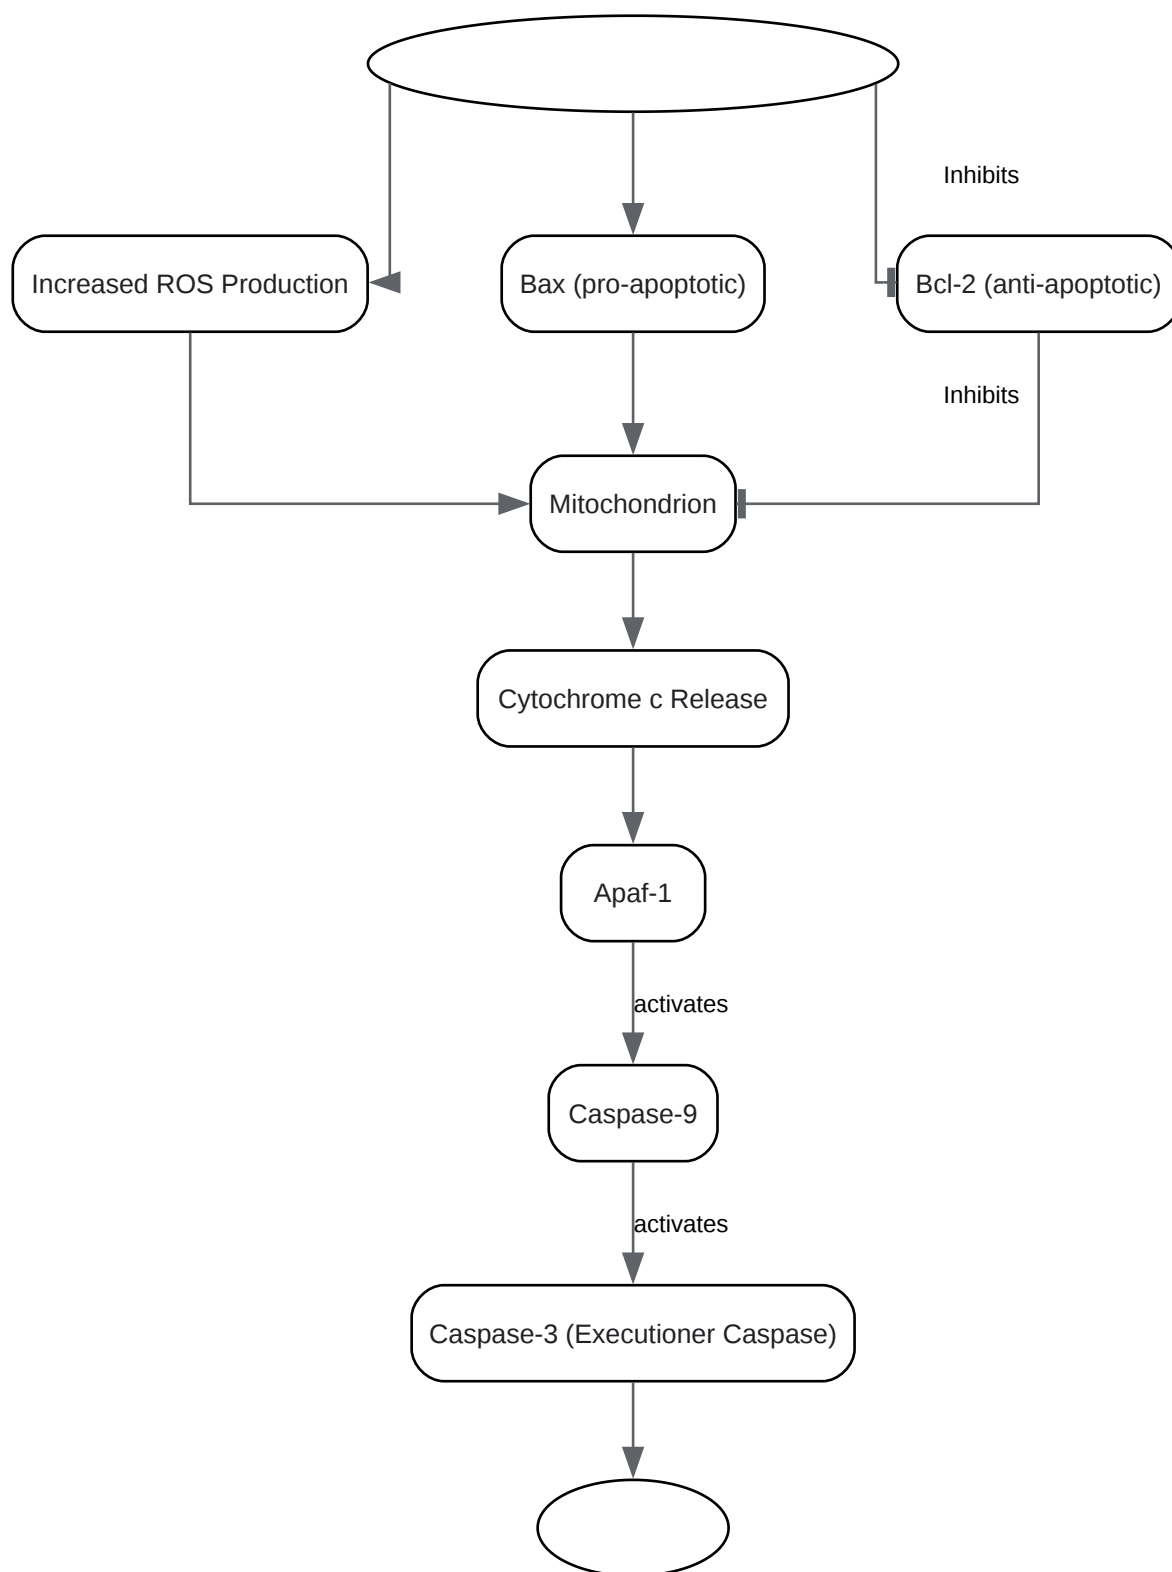 Inhibits
Increased ROS Production
Bax (pro-apoptotic)
Bcl-2 (anti-apoptotic)
Inhibits
Mitochondrion
Cytochrome c Release
Apaf-1
activates
Caspase-9
activates
Caspase-3 (Executioner Caspase)